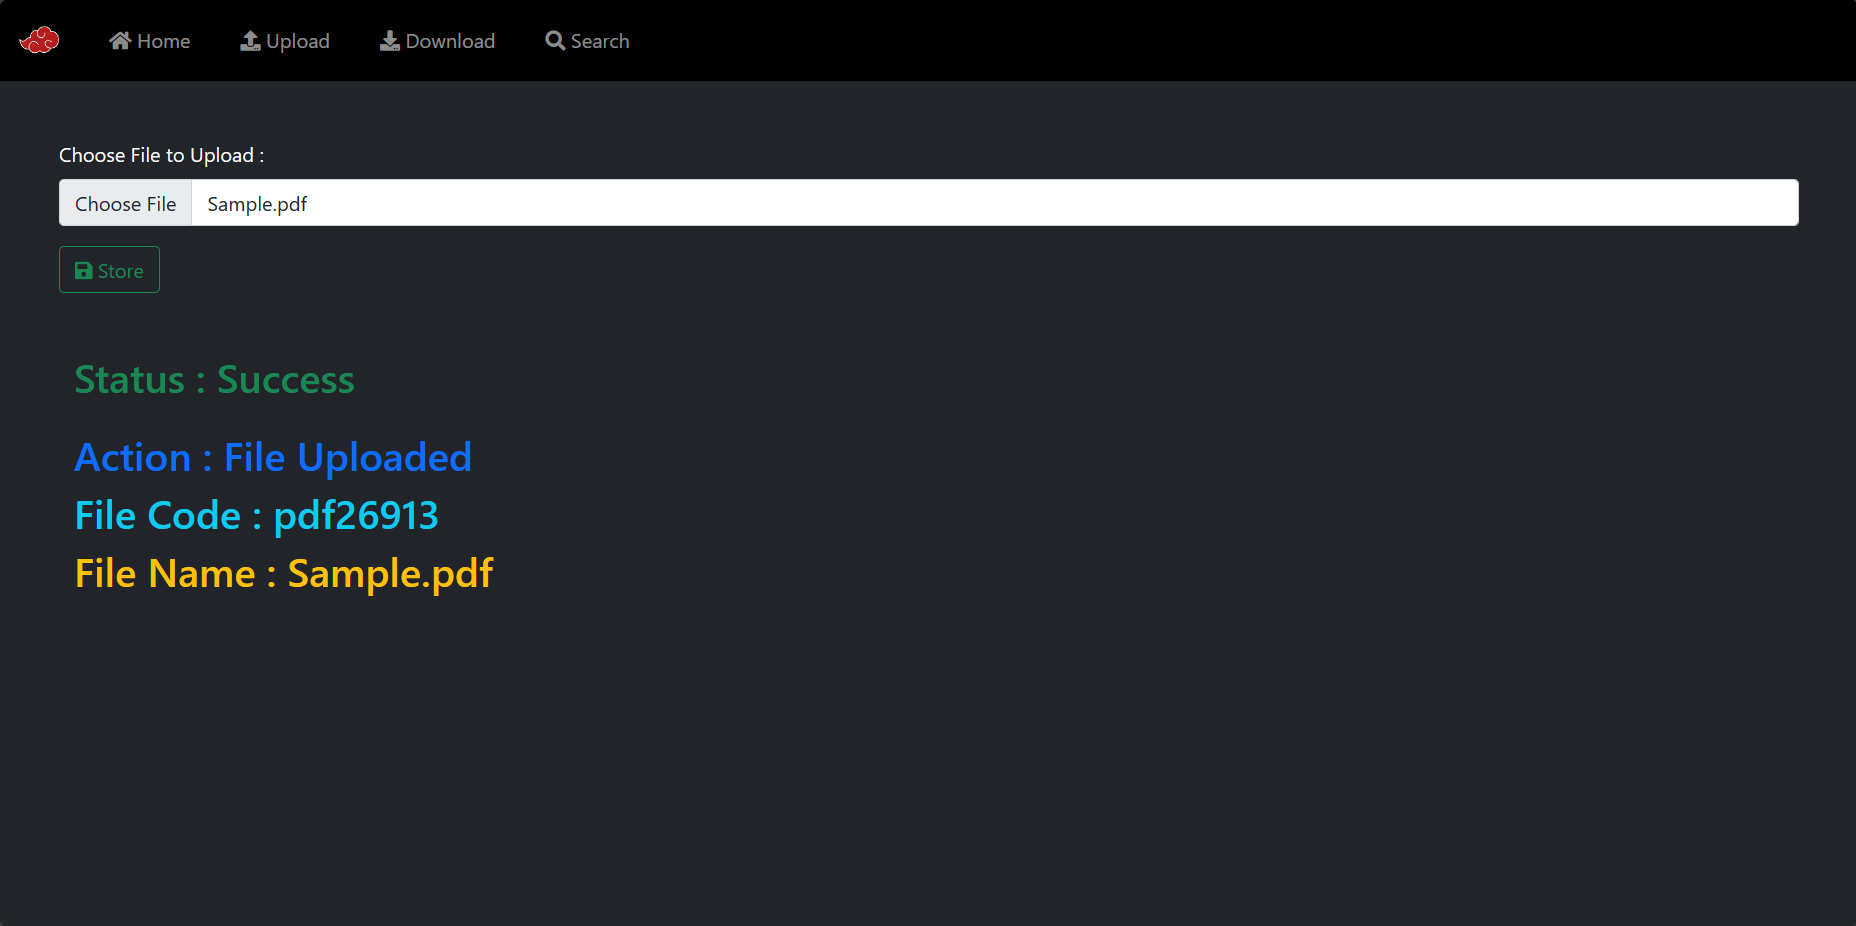 Home Upload Download Search
Choose File to Upload :
Choose File Sample.pdf
Store
Status : Success
Action : File Uploaded
File Code : pdf26913
File Name : Sample.pdf